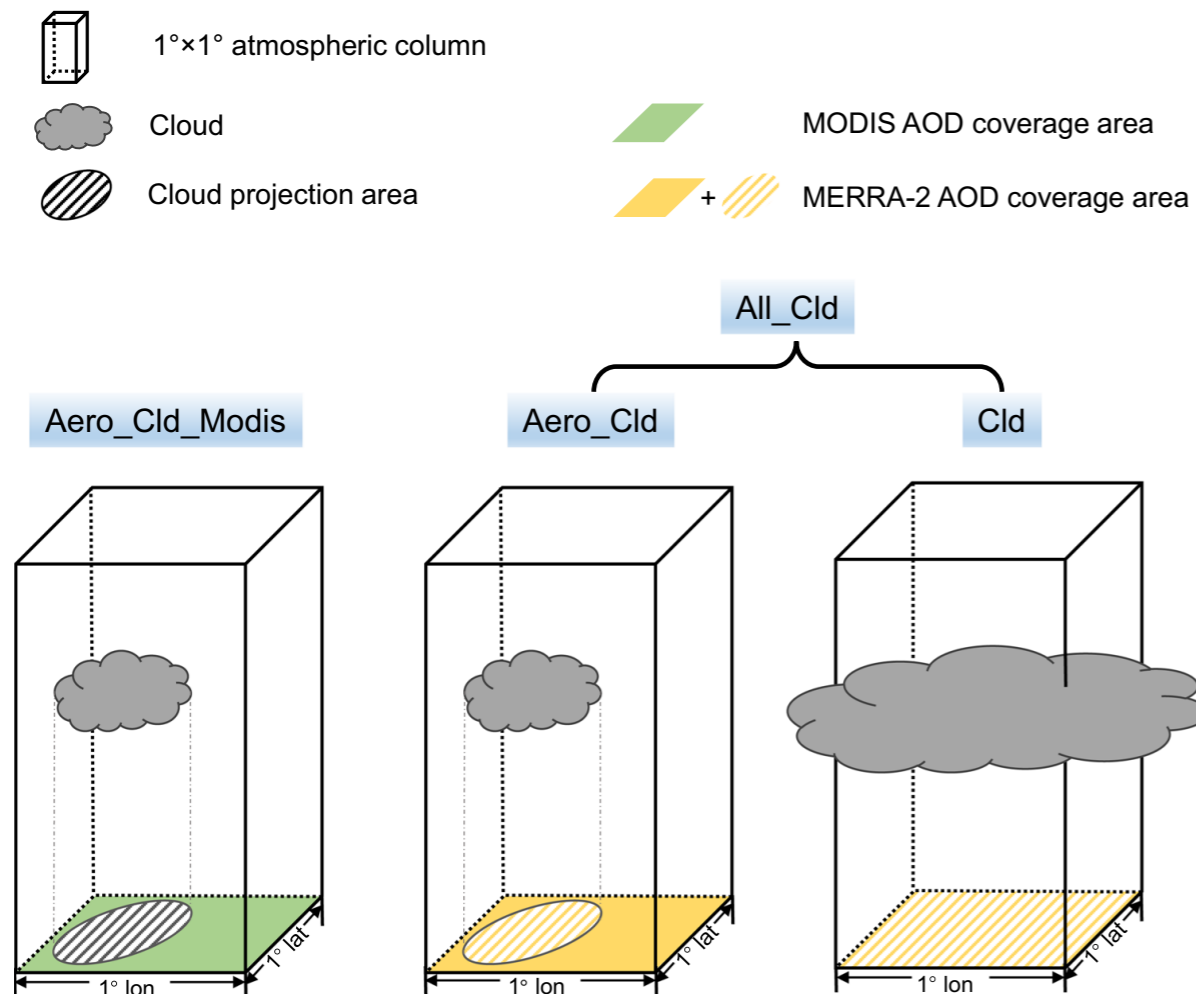 1°×1° atmospheric column
Cloud
MODIS AOD coverage area
Cloud projection area
+
MERRA-2 AOD coverage area
All_Cld
Aero_Cld_Modis
Aero_Cld
Cld
1° lat
1° lat
1° lat
1° lon
1° lon
1° lon